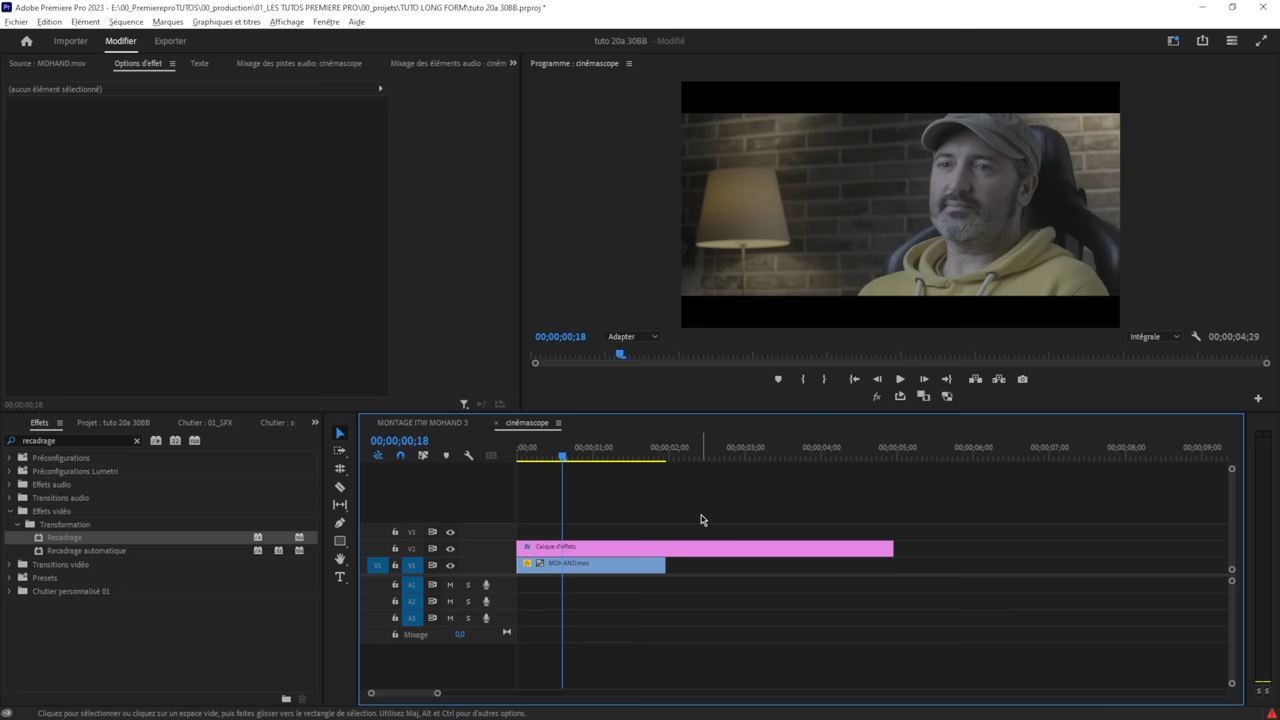 Adobe Premiere Pro 2023 - E:\00_PremiereproTUTOS\00_production\01_LES TUTOS PREMIERE PRO\00_projets\TUTO LONG FORM\tuto 20a 30BB.prproj *
Fichier Edition Elément Séquence Marques Graphiques et titres Affichage Fenêtre Aide
Importer Modifier Exporter
tuto 20a 30BB - Modifié
Source : MOHAND.mov Options d'effet Texte Mixage des pistes audio: cinémascope Mixage des éléments audio : ciném
(aucun élément sélectionné)
00;00;00;18
Programme : cinémascope
00;00;00;18 Adapter Intégrale 00;00;04;29
Effets Projet : tuto 20a 30BB Chutier : 01_SFX Chutier : s
recadrage
Préconfigurations
Préconfigurations Lumetri
Effets audio
Transitions audio
Effets vidéo
Transformation
Recadrage
Recadrage automatique
Transitions vidéo
Presets
Chutier personnalisé 01
MONTAGE ITW MOHAND 3 × cinémascope
00;00;00;18
;00;00 00;00;01;00 00;00;02;00 00;00;03;00 00;00;04;00 00;00;05;00 00;00;06;00 00;00;07;00 00;00;08;00 00;00;09;00
V3
V2 fx Calque d'effets
V1 V1 fx MOHAND.mov
A1 M S
A2 M S
A3 M S
Mixage 0,0
S S
Cliquez pour sélectionner ou cliquez sur un espace vide, puis faites glisser vers le rectangle de sélection. Utilisez Maj, Alt et Ctrl pour d'autres options.